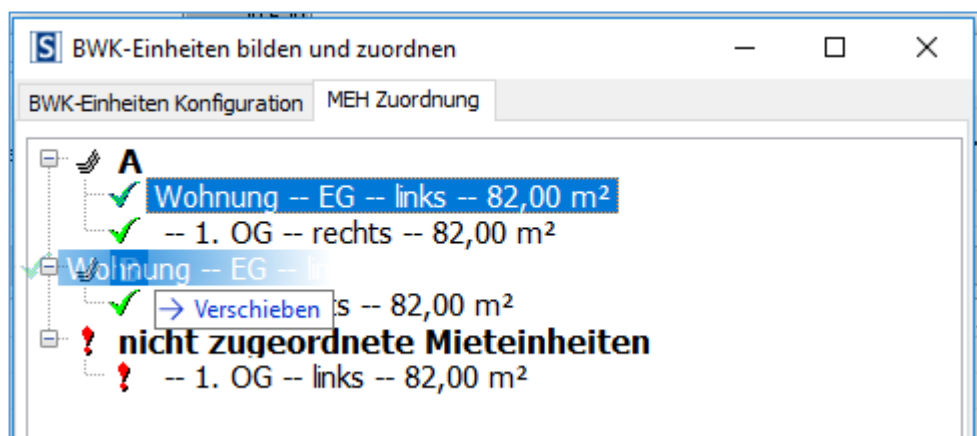 S BWK-Einheiten bilden und zuordnen
BWK-Einheiten Konfiguration MEH Zuordnung
A
Wohnung -- EG -- links -- 82,00 m²
-- 1. OG -- rechts -- 82,00 m²
Wohnung -- EG --
→ Verschieben s -- 82,00 m²
nicht zugeordnete Mieteinheiten
-- 1. OG -- links -- 82,00 m²